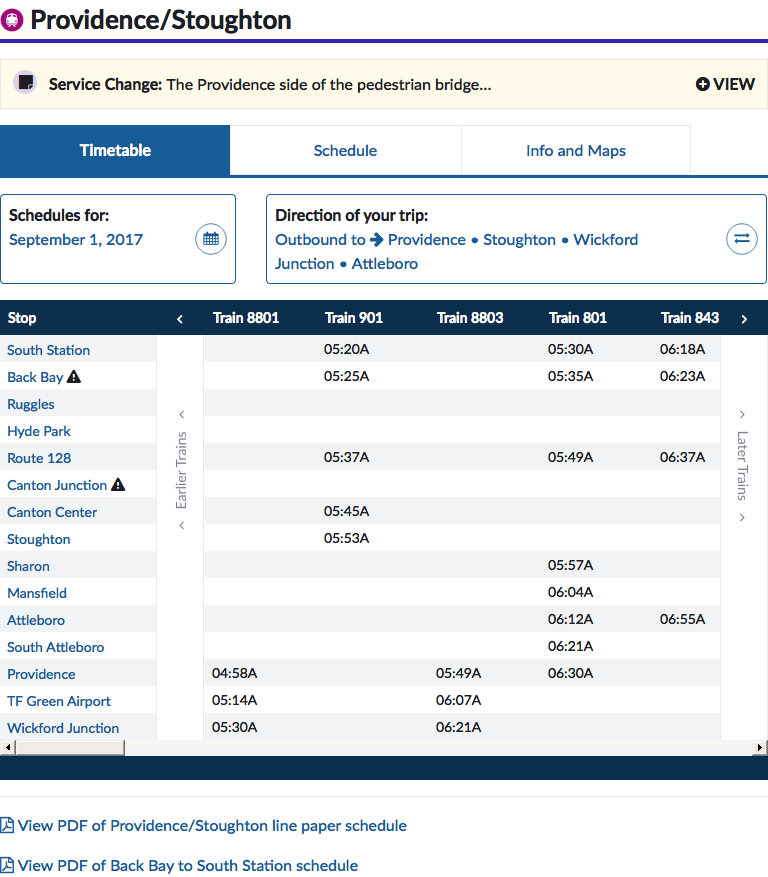 Providence/Stoughton
Service Change: The Providence side of the pedestrian bridge... VIEW
Timetable Schedule Info and Maps
Schedules for:
September 1, 2017
Direction of your trip:
Outbound to Providence • Stoughton • Wickford
Junction • Attleboro
Stop Train 8801 Train 901 Train 8803 Train 801 Train 843
South Station 05:20A 05:30A 06:18A
Back Bay 05:25A 05:35A 06:23A
Ruggles
Hyde Park
Route 128 05:37A 05:49A 06:37A
Canton Junction
Canton Center 05:45A
Stoughton 05:53A
Sharon 05:57A
Mansfield 06:04A
Attleboro 06:12A 06:55A
South Attleboro 06:21A
Providence 04:58A 05:49A 06:30A
TF Green Airport 05:14A 06:07A
Wickford Junction 05:30A 06:21A
Earlier Trains
Later Trains
View PDF of Providence/Stoughton line paper schedule
View PDF of Back Bay to South Station schedule